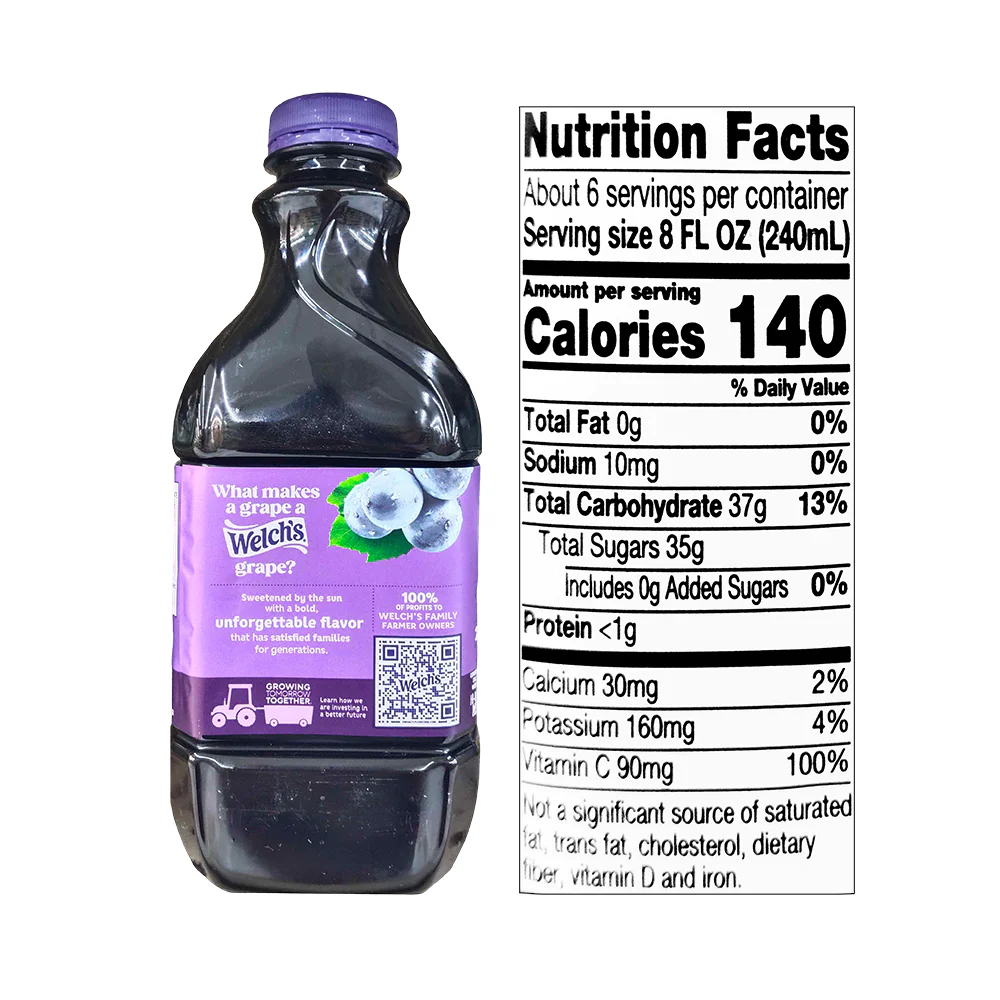 What makes
a grape a
Welch's
grape?
Sweetened by the sun
with a bold,
unforgettable flavor
that has satisfied families
for generations.
100%
OF PROFITS TO
WELCH'S FAMILY
FARMER OWNERS
Welch's
GROWING
TOMORROW
TOGETHER
Learn how we
are investing in
a better future
Nutrition Facts
About 6 servings per container
Serving size 8 FL OZ (240mL)
Amount per serving
Calories 140
% Daily Value
Total Fat 0g 0%
Sodium 10mg 0%
Total Carbohydrate 37g 13%
Total Sugars 35g
Includes 0g Added Sugars 0%
Protein <1g
Calcium 30mg 2%
Potassium 160mg 4%
Vitamin C 90mg 100%
Not a significant source of saturated
fat, trans fat, cholesterol, dietary
fiber, vitamin D and iron.